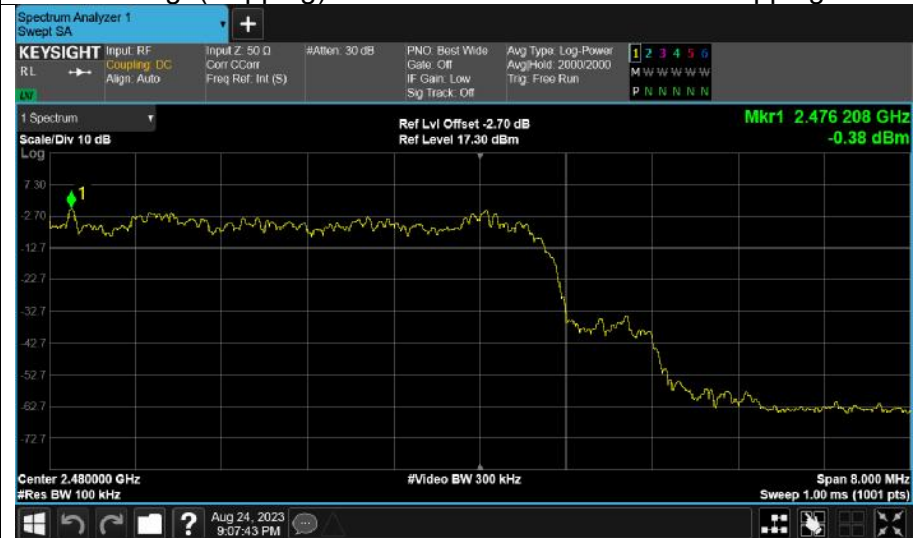 Spectrum Analyzer 1
Swept SA
+
KEYSIGHT
RL
Input: RF
Coupling: DC
Align: Auto
Input Z: 50 Ω
Corr CCorr
Freq Ref: Int (S)
#Atten: 30 dB
PNO: Best Wide
Gate: Off
IF Gain: Low
Sig Track: Off
Avg Type: Log-Power
Avg|Hold: 2000/2000
Trig: Free Run
1 2 3 4 5 6
M W W W W W
P N N N N N
1 Spectrum
Scale/Div 10 dB
Log
Ref Lvl Offset -2.70 dB
Ref Level 17.30 dBm
Mkr1 2.476 208 GHz
-0.38 dBm
7.30
1
-2.70
-12.7
-22.7
-32.7
-42.7
-52.7
-62.7
-72.7
Center 2.480000 GHz
#Res BW 100 kHz
#Video BW 300 kHz
Span 8.000 MHz
Sweep 1.00 ms (1001 pts)
?
Aug 24, 2023
9:07:43 PM